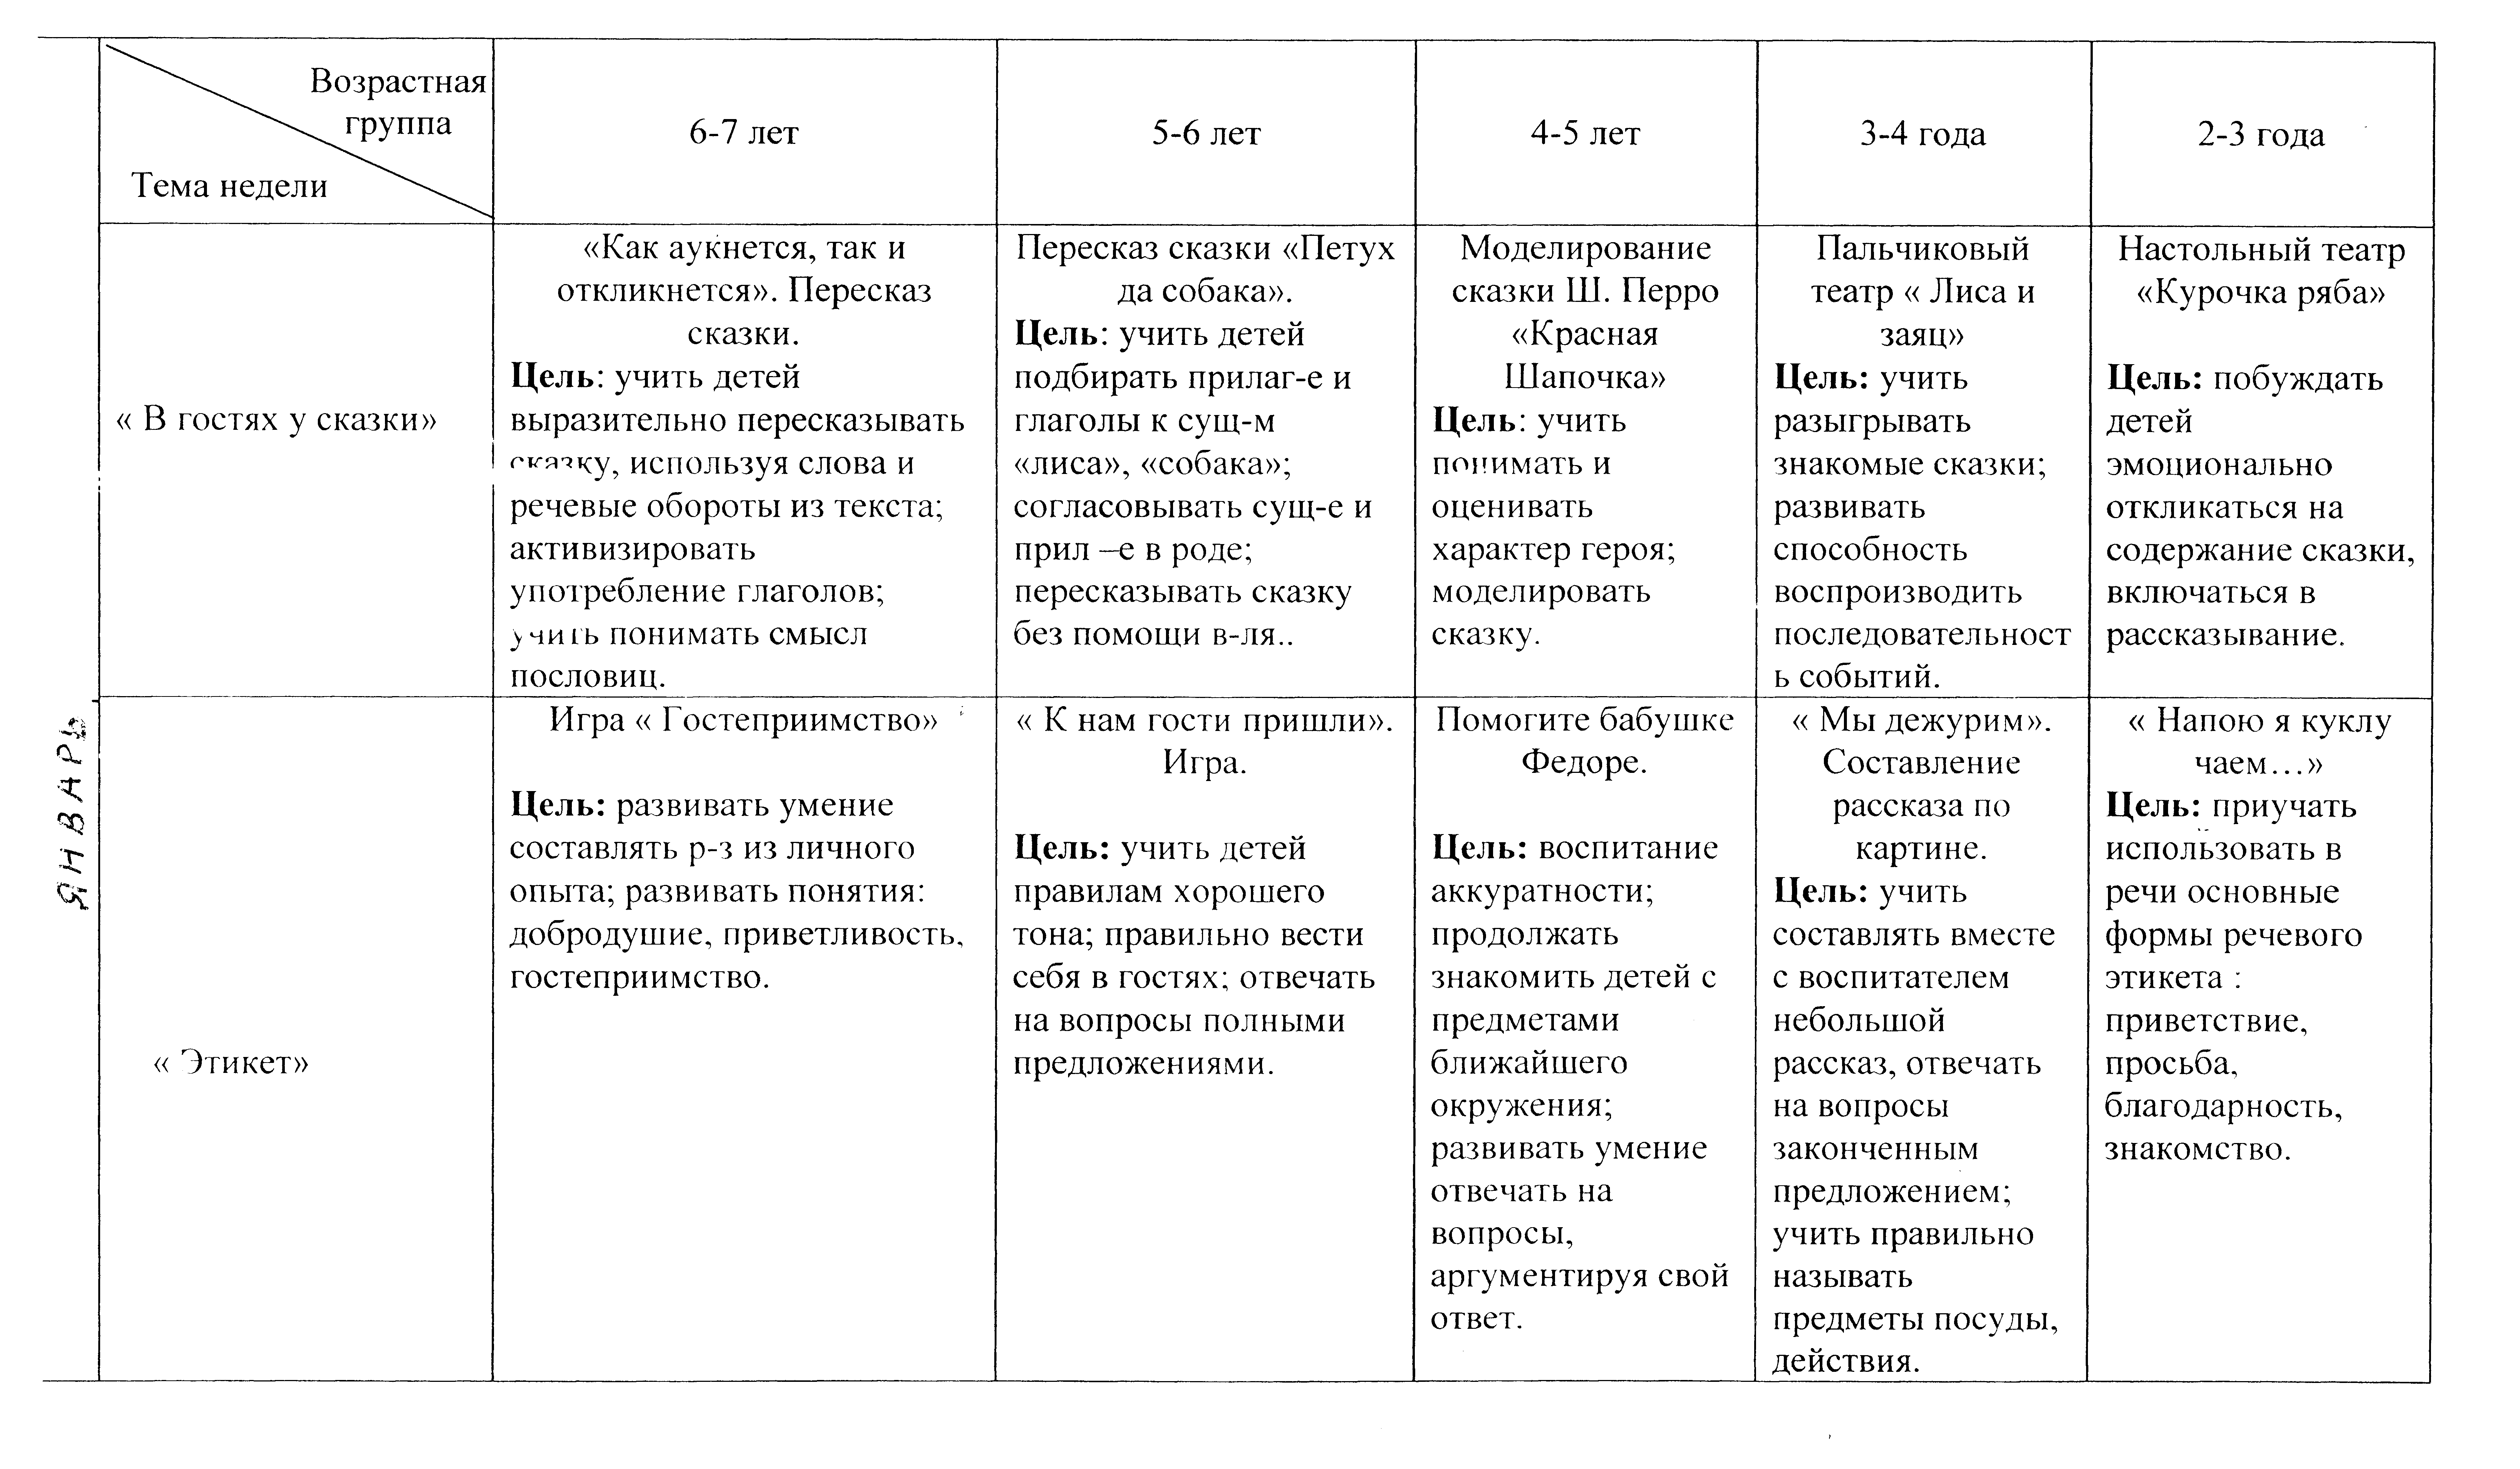 Возрастная
группа
Тема недели
6-7 лет
5-6 лет
4-5 лет
3-4 года
2-3 года
« В гостях у сказки»
«Как аукнется, так и
откликнется». Пересказ
сказки.
Цель: учить детей
выразительно пересказывать
сказку, используя слова и
речевые обороты из текста;
активизировать
употребление глаголов;
учить понимать смысл
пословиц.
Пересказ сказки «Петух
да собака».
Цель: учить детей
подбирать прилаг-е и
глаголы к сущ-м
«лиса», «собака»;
согласовывать сущ-е и
прил –е в роде;
пересказывать сказку
без помощи в-ля..
Моделирование
сказки Ш. Перро
«Красная
Шапочка»
Цель: учить
понимать и
оценивать
характер героя;
моделировать
сказку.
Пальчиковый
театр « Лиса и
заяц»
Цель: учить
разыгрывать
знакомые сказки;
развивать
способность
воспроизводить
последовательност
ь событий.
Настольный театр
«Курочка ряба»
Цель: побуждать
детей
эмоционально
откликаться на
содержание сказки,
включаться в
рассказывание.
ЯНВАРЬ
« Этикет»
Игра « Гостеприимство»
Цель: развивать умение
составлять р-з из личного
опыта; развивать понятия:
добродушие, приветливость,
гостеприимство.
« К нам гости пришли».
Игра.
Цель: учить детей
правилам хорошего
тона; правильно вести
себя в гостях; отвечать
на вопросы полными
предложениями.
Помогите бабушке
Федоре.
Цель: воспитание
аккуратности;
продолжать
знакомить детей с
предметами
ближайшего
окружения;
развивать умение
отвечать на
вопросы,
аргументируя свой
ответ.
« Мы дежурим».
Составление
рассказа по
картине.
Цель: учить
составлять вместе
с воспитателем
небольшой
рассказ, отвечать
на вопросы
законченным
предложением;
учить правильно
называть
предметы посуды,
действия.
« Напою я куклу
чаем...»
Цель: приучать
использовать в
речи основные
формы речевого
этикета :
приветствие,
просьба,
благодарность,
знакомство.